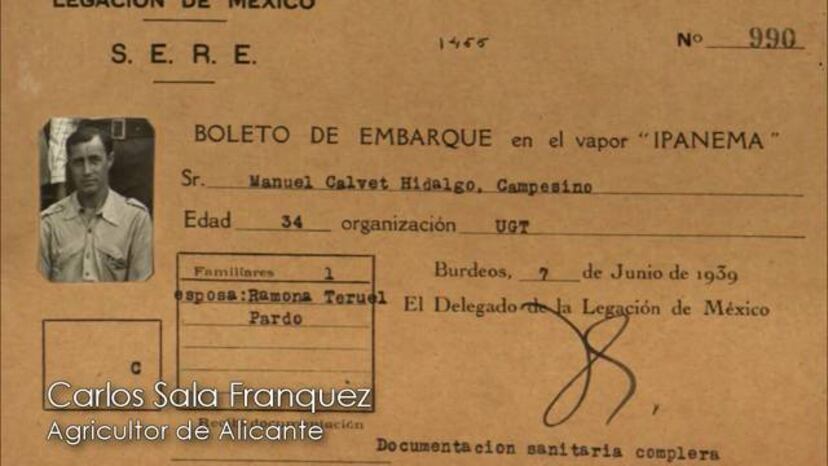 LEGACIÓN DE MÉXICO
S. E. R. E.
1455
Nº 990
BOLETO DE EMBARQUE en el vapor "IPANEMA"
Sr. Manuel Calvet Hidalgo, Campesino
Edad 34 organización UGT
Familiares 1
esposa:Ramona Teruel
Pardo
Burdeos, 7 de Junio de 1939
El Delegado de la Legación de México
C
Carlos Sala Franquez
Agricultor de Alicante
documentación
Documentacion sanitaria complera